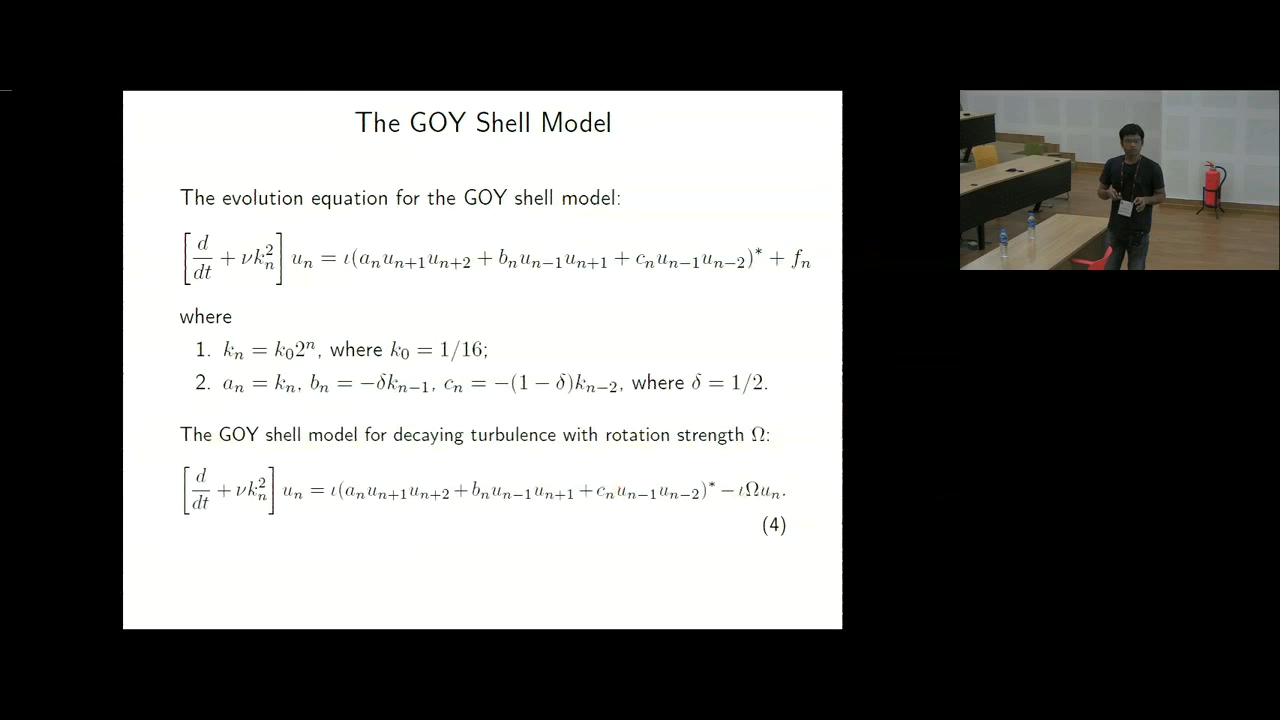 The GOY Shell Model
The evolution equation for the GOY shell model:
[d/dt + νk_n^2] u_n = ι(a_n u_{n+1} u_{n+2} + b_n u_{n−1} u_{n+1} + c_n u_{n−1} u_{n−2})^* + f_n
where
1. k_n = k_0 2^n, where k_0 = 1/16;
2. a_n = k_n, b_n = −δk_{n−1}, c_n = −(1 − δ)k_{n−2}, where δ = 1/2.
The GOY shell model for decaying turbulence with rotation strength Ω:
[d/dt + νk_n^2] u_n = ι(a_n u_{n+1} u_{n+2} + b_n u_{n−1} u_{n+1} + c_n u_{n−1} u_{n−2})^* − ιΩu_n.
(4)